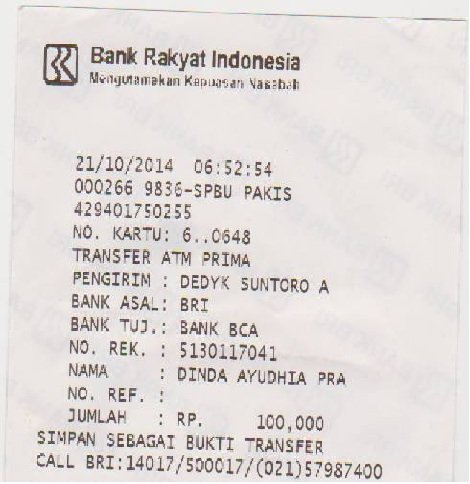 Bank Rakyat Indonesia
Mengutamakan Kepuasan Nasabah
21/10/2014 06:52:54
000266 9836-SPBU PAKIS
429401750255
NO. KARTU: 6..0648
TRANSFER ATM PRIMA
PENGIRIM : DEDYK SUNTORO A
BANK ASAL: BRI
BANK TUJ.: BANK BCA
NO. REK. : 5130117041
NAMA : DINDA AYUDHIA PRA
NO. REF. :
JUMLAH : RP. 100,000
SIMPAN SEBAGAI BUKTI TRANSFER
CALL BRI:14017/500017/(021)57987400